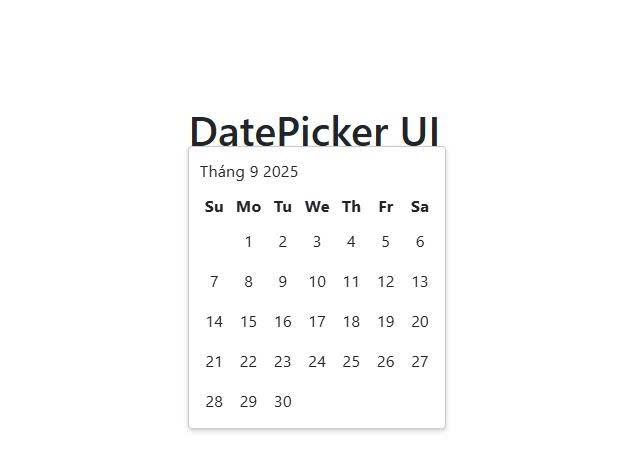 DatePicker UI
Tháng 9 2025
Su Mo Tu We Th Fr Sa
1 2 3 4 5 6
7 8 9 10 11 12 13
14 15 16 17 18 19 20
21 22 23 24 25 26 27
28 29 30